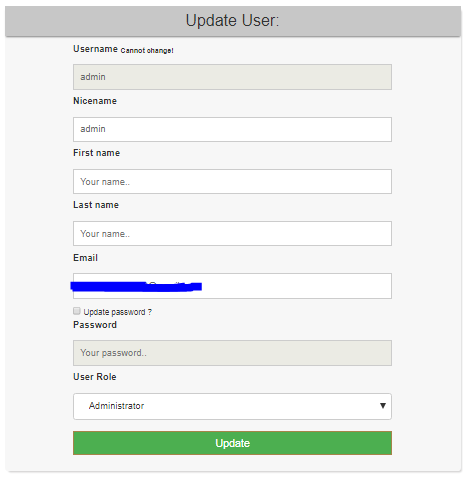 Update User:
Username Cannot change!
admin
Nicename
admin
First name
Your name..
Last name
Your name..
Email
Update password ?
Password
Your password..
User Role
Administrator
Update